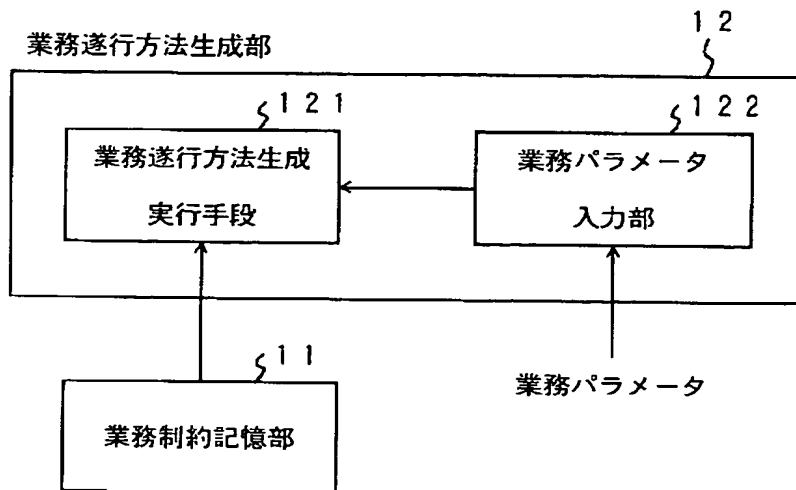 12
業務遂行方法生成部
121
業務遂行方法生成
実行手段
122
業務パラメータ
入力部
11
業務制約記憶部
業務パラメータ